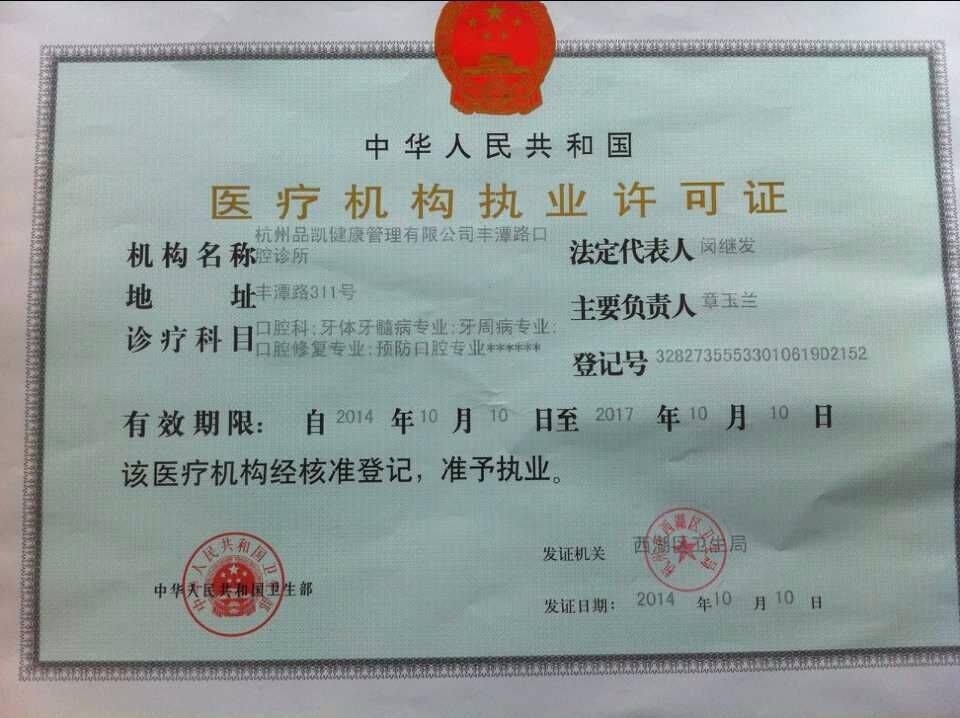 中华人民共和国
医疗机构执业许可证
机构名称 杭州品凯健康管理有限公司丰潭路口
腔诊所
法定代表人 闵继发
地 址 丰潭路311号
主要负责人 章玉兰
诊疗科目 口腔科;牙体牙髓病专业;牙周病专业;
口腔修复专业;预防口腔专业******
登记号 32827355533010619D2152
有效期限: 自 2014 年 10 月 10 日至 2017 年 10 月 10 日
该医疗机构经核准登记，准予执业。
发证机关 西湖区卫生局
杭州市西湖区卫生局
中华人民共和国卫生部
中华人民共和国卫生部
发证日期: 2014 年 10 月 10 日